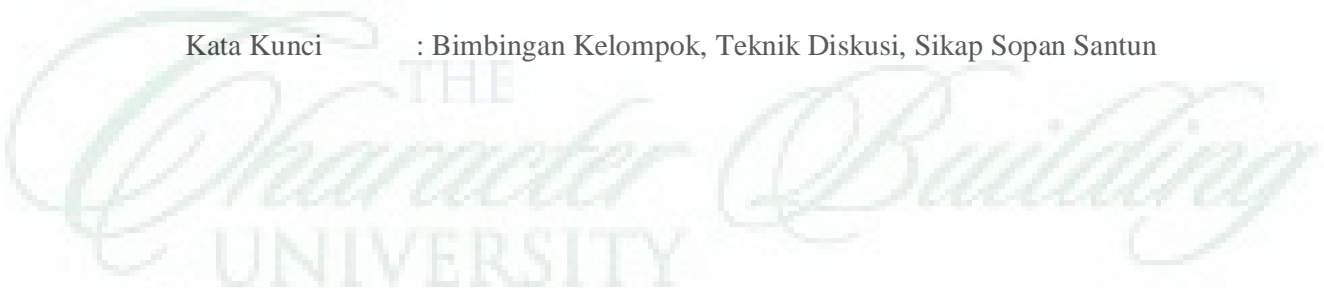 Kata Kunci : Bimbingan Kelompok, Teknik Diskusi, Sikap Sopan Santun
THE
Character Building
UNIVERSITY